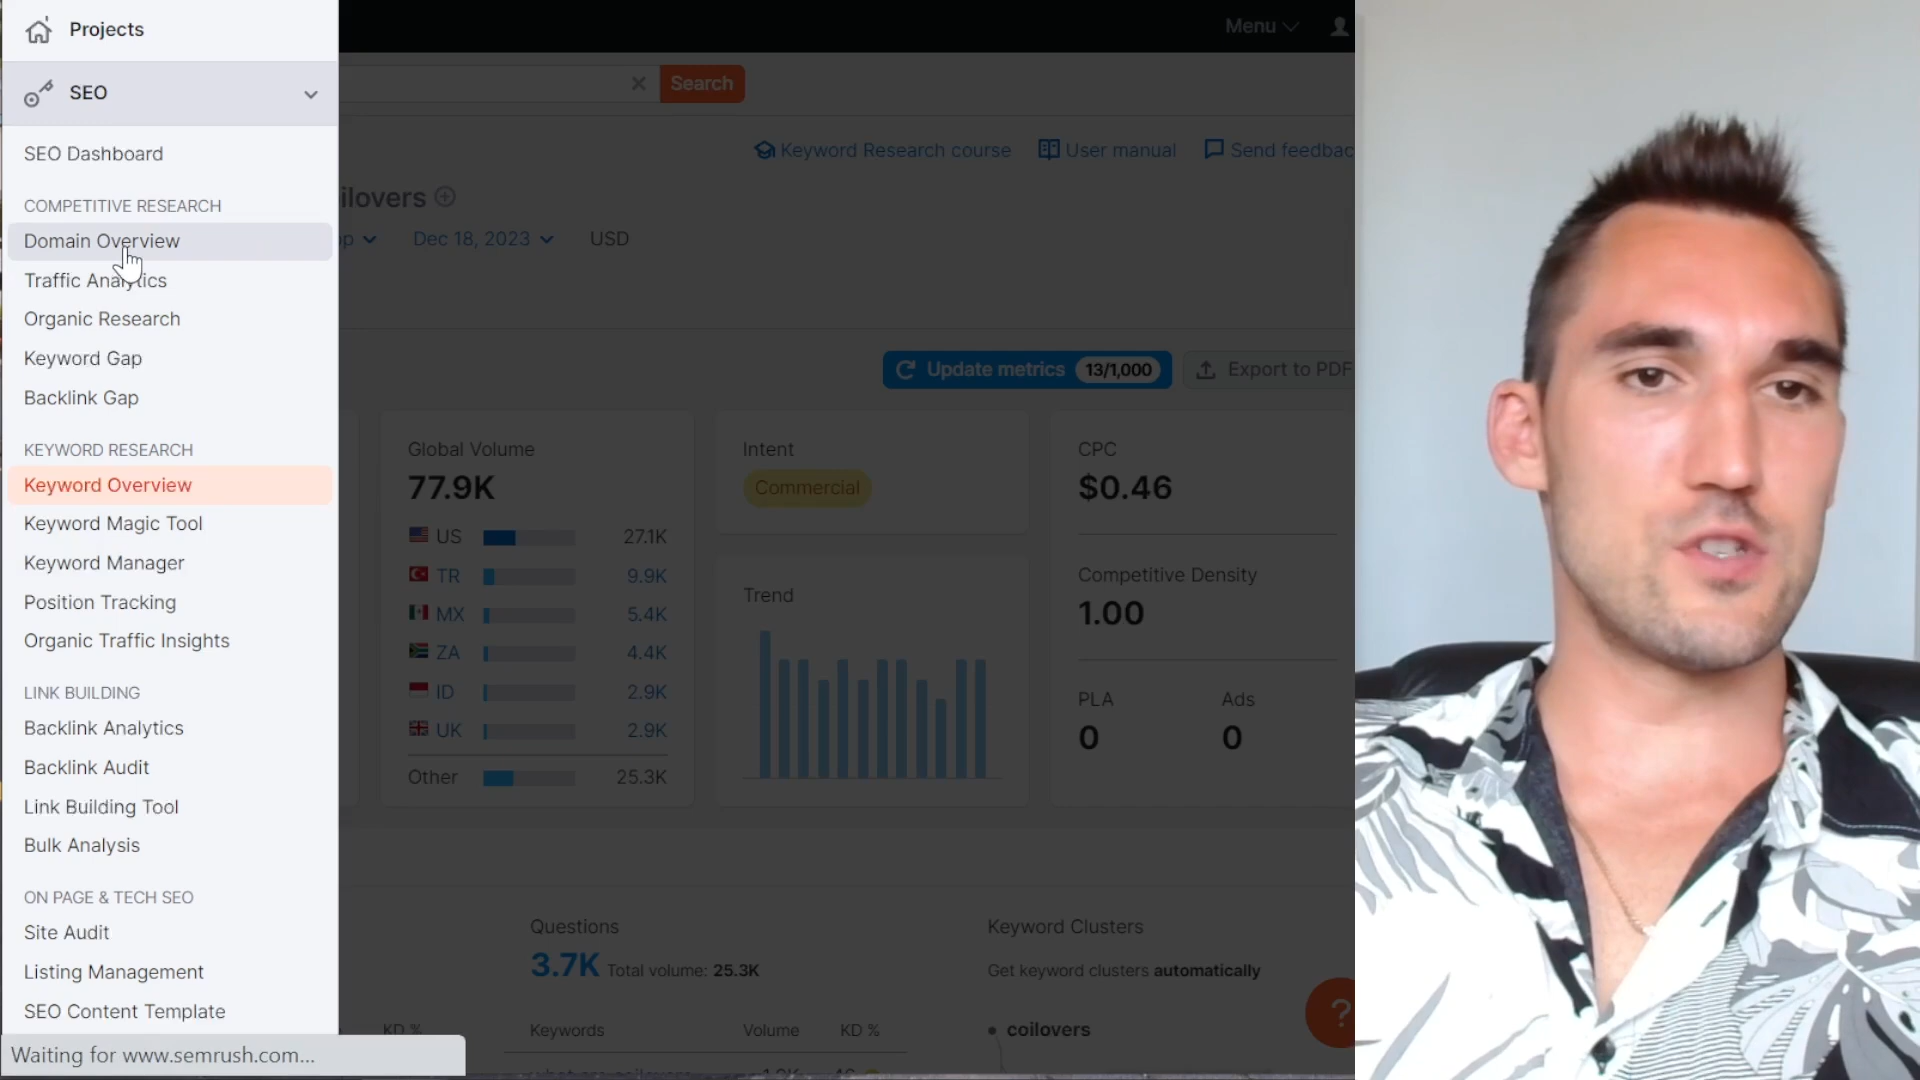 Projects
Menu
SEO
Search
SEO Dashboard
Keyword Research course
User manual
Send feedbac
COMPETITIVE RESEARCH
ilovers
Domain Overview
Dec 18, 2023
USD
Traffic Analytics
Organic Research
Keyword Gap
Update metrics 13/1,000
Export to PDF
Backlink Gap
KEYWORD RESEARCH
Keyword Overview
Keyword Magic Tool
Keyword Manager
Position Tracking
Organic Traffic Insights
Global Volume
77.9K
US 27.1K
TR 9.9K
MX 5.4K
ZA 4.4K
ID 2.9K
UK 2.9K
Other 25.3K
Intent
Commercial
Trend
CPC
$0.46
Competitive Density
1.00
PLA Ads
0 0
LINK BUILDING
Backlink Analytics
Backlink Audit
Link Building Tool
Bulk Analysis
ON PAGE & TECH SEO
Site Audit
Listing Management
SEO Content Template
Questions
3.7K Total volume: 25.3K
Keyword Clusters
Get keyword clusters automatically
KD %
Keywords Volume KD %
coilovers
?
Waiting for www.semrush.com...